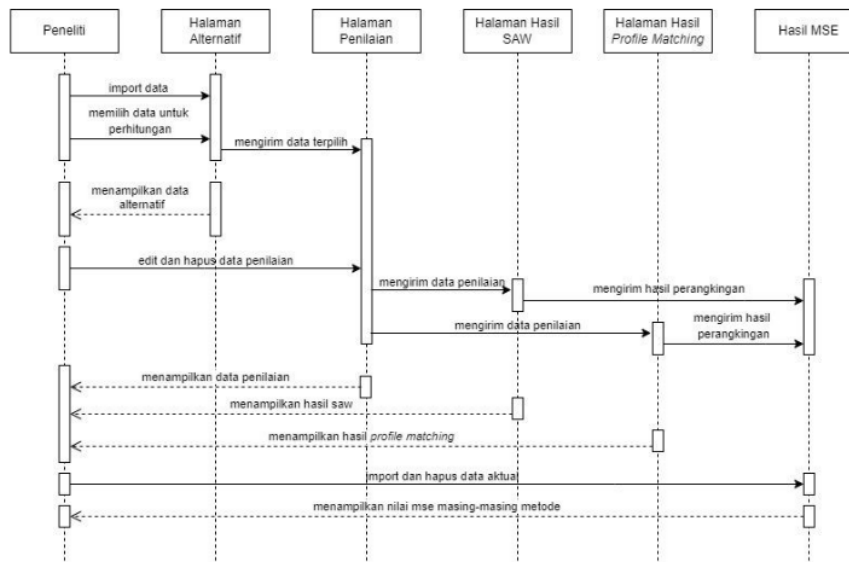 Peneliti
Halaman
Alternatif
Halaman
Penilaian
Halaman Hasil
SAW
Halaman Hasil
Profile Matching
Hasil MSE
import data
memilih data untuk
perhitungan
mengirim data terpilih
menampilkan data
alternatif
edit dan hapus data penilaian
mengirim data penilaian
mengirim hasil perangkingan
mengirim data penilaian
mengirim hasil
perangkingan
menampilkan data penilaian
menampilkan hasil saw
menampilkan hasil profile matching
import dan hapus data aktual
menampilkan nilai mse masing-masing metode